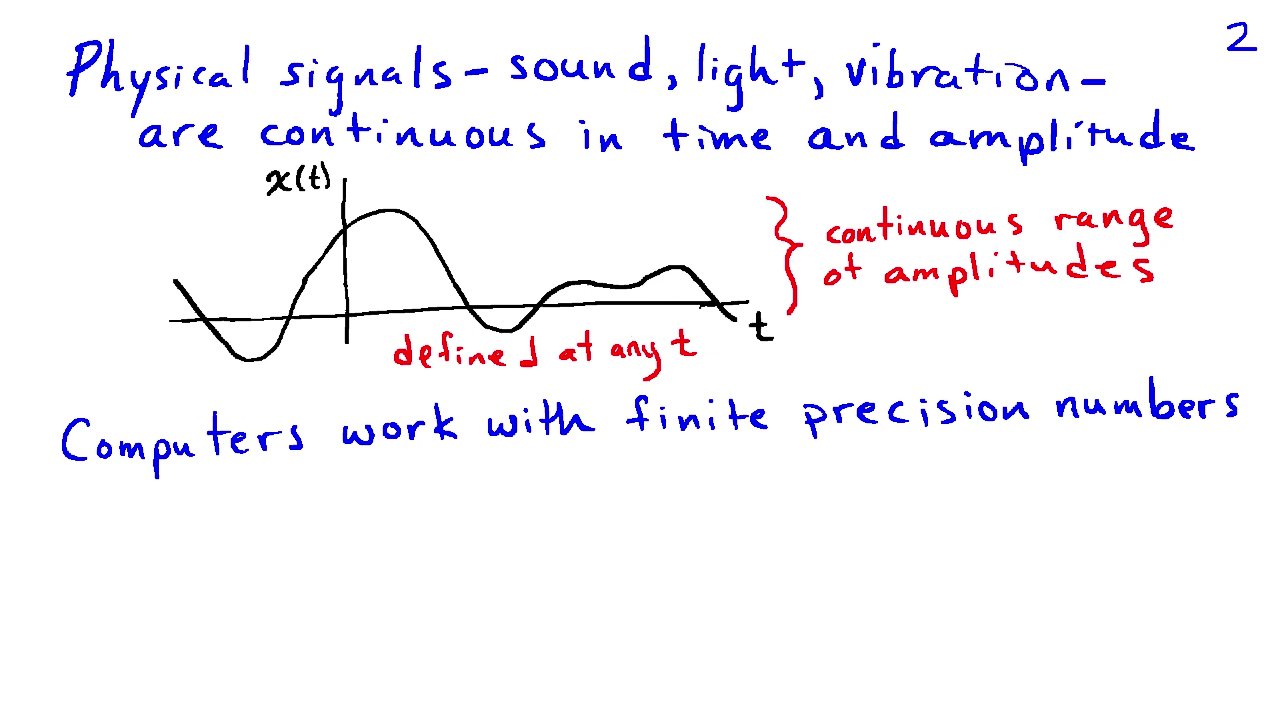 2
Physical signals – sound, light, vibration –
are continuous in time and amplitude
x(t)
continuous range
of amplitudes
t
defined at any t
Computers work with finite precision numbers